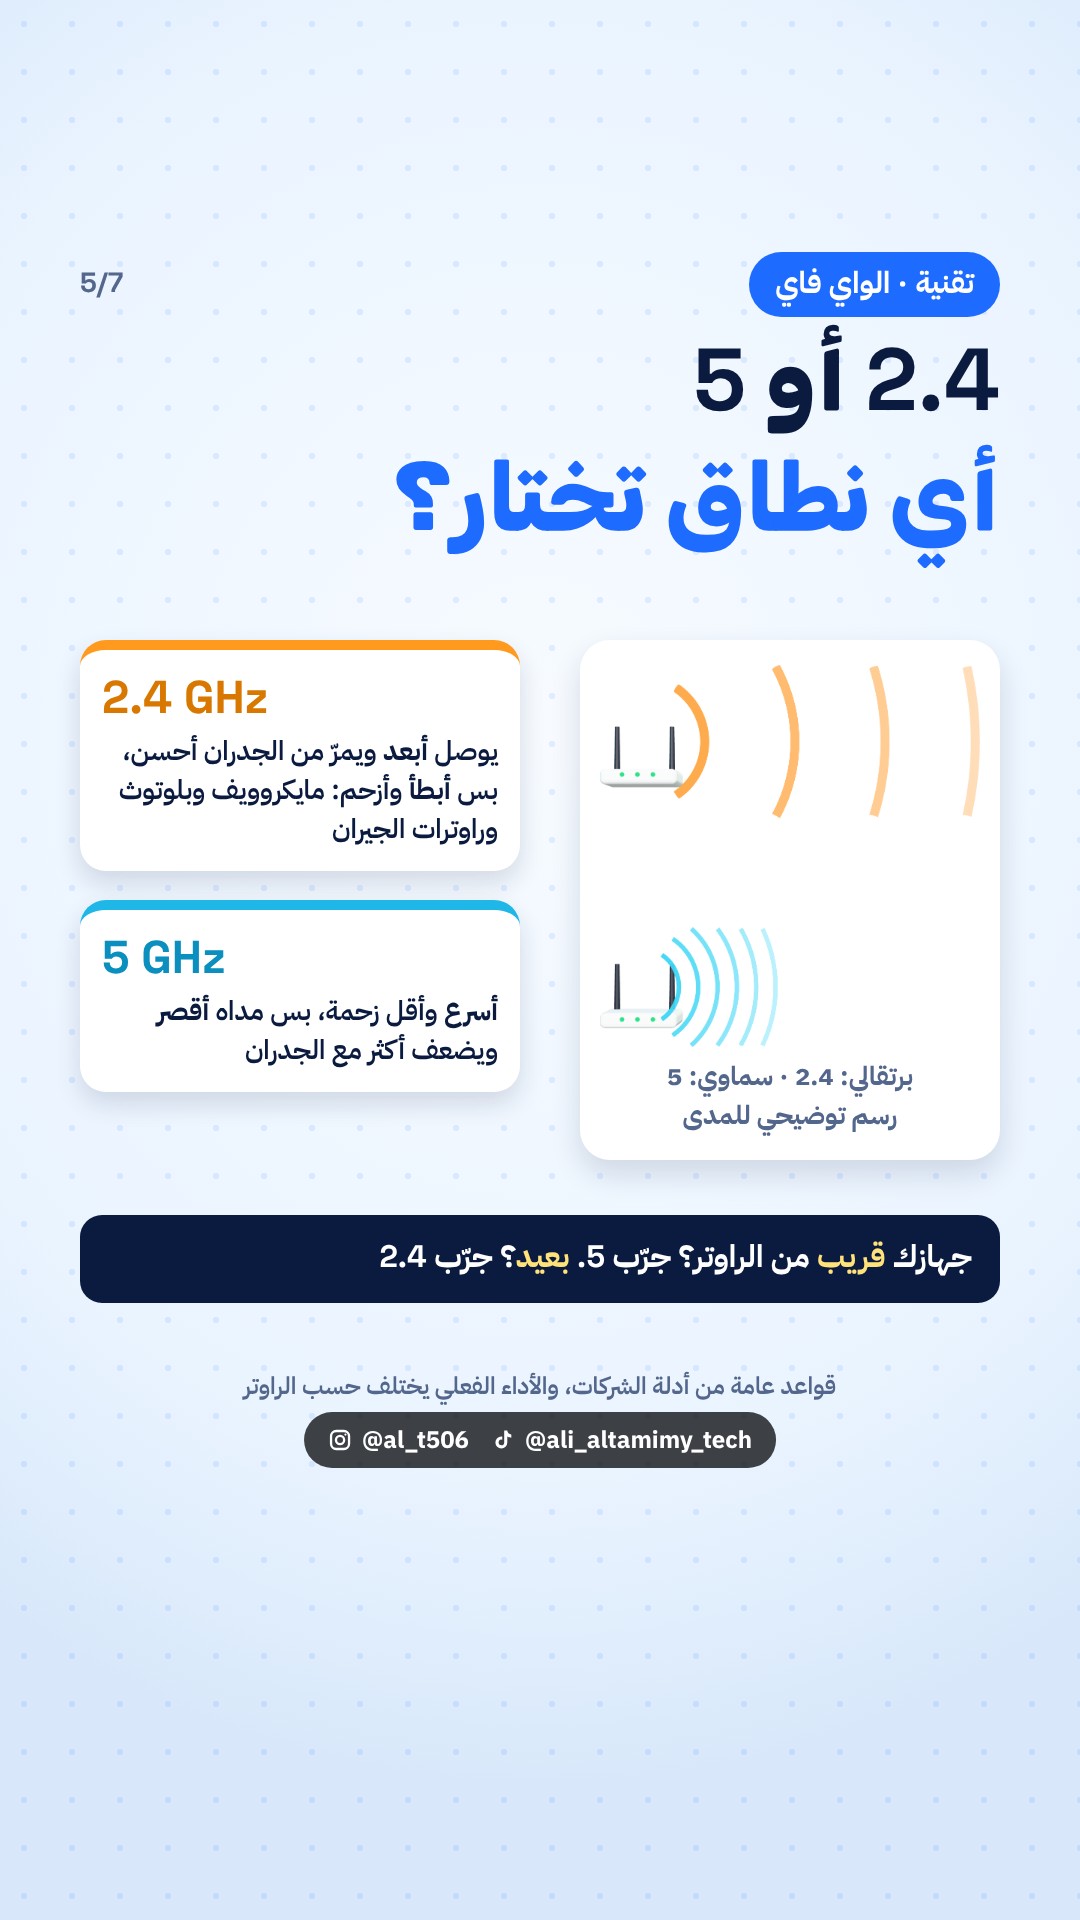 تقنية · الواي فاي
5/7
2.4 أو 5
أي نطاق تختار؟
برتقالي: 2.4 · سماوي: 5
رسم توضيحي للمدى
2.4 GHz
يوصل أبعد ويمرّ من الجدران أحسن،
بس أبطأ وأزحم: مايكروويف وبلوتوث
وراوترات الجيران
5 GHz
أسرع وأقل زحمة، بس مداه أقصر
ويضعف أكثر مع الجدران
جهازك قريب من الراوتر؟ جرّب 5. بعيد؟ جرّب 2.4
قواعد عامة من أدلة الشركات، والأداء الفعلي يختلف حسب الراوتر
@al_t506 @ali_altamimy_tech